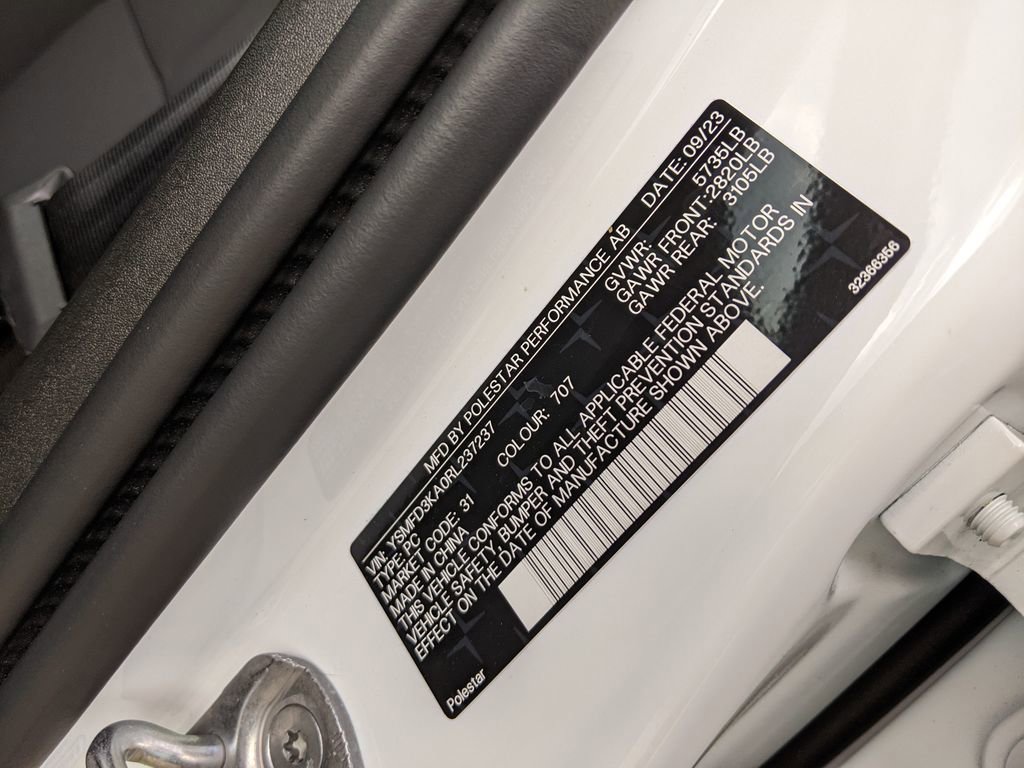 MFD BY POLESTAR PERFORMANCE AB DATE: 09/23
VIN: YSMFD3KA0RL237237 GVWR: 5735LB
TYPE: PC GAWR FRONT: 2820LB
MARKET CODE: 31 COLOUR: 707 GAWR REAR: 3105LB
MADE IN CHINA
THIS VEHICLE CONFORMS TO ALL APPLICABLE FEDERAL MOTOR
VEHICLE SAFETY, BUMPER AND THEFT PREVENTION STANDARDS IN
EFFECT ON THE DATE OF MANUFACTURE SHOWN ABOVE.
Polestar 32366356